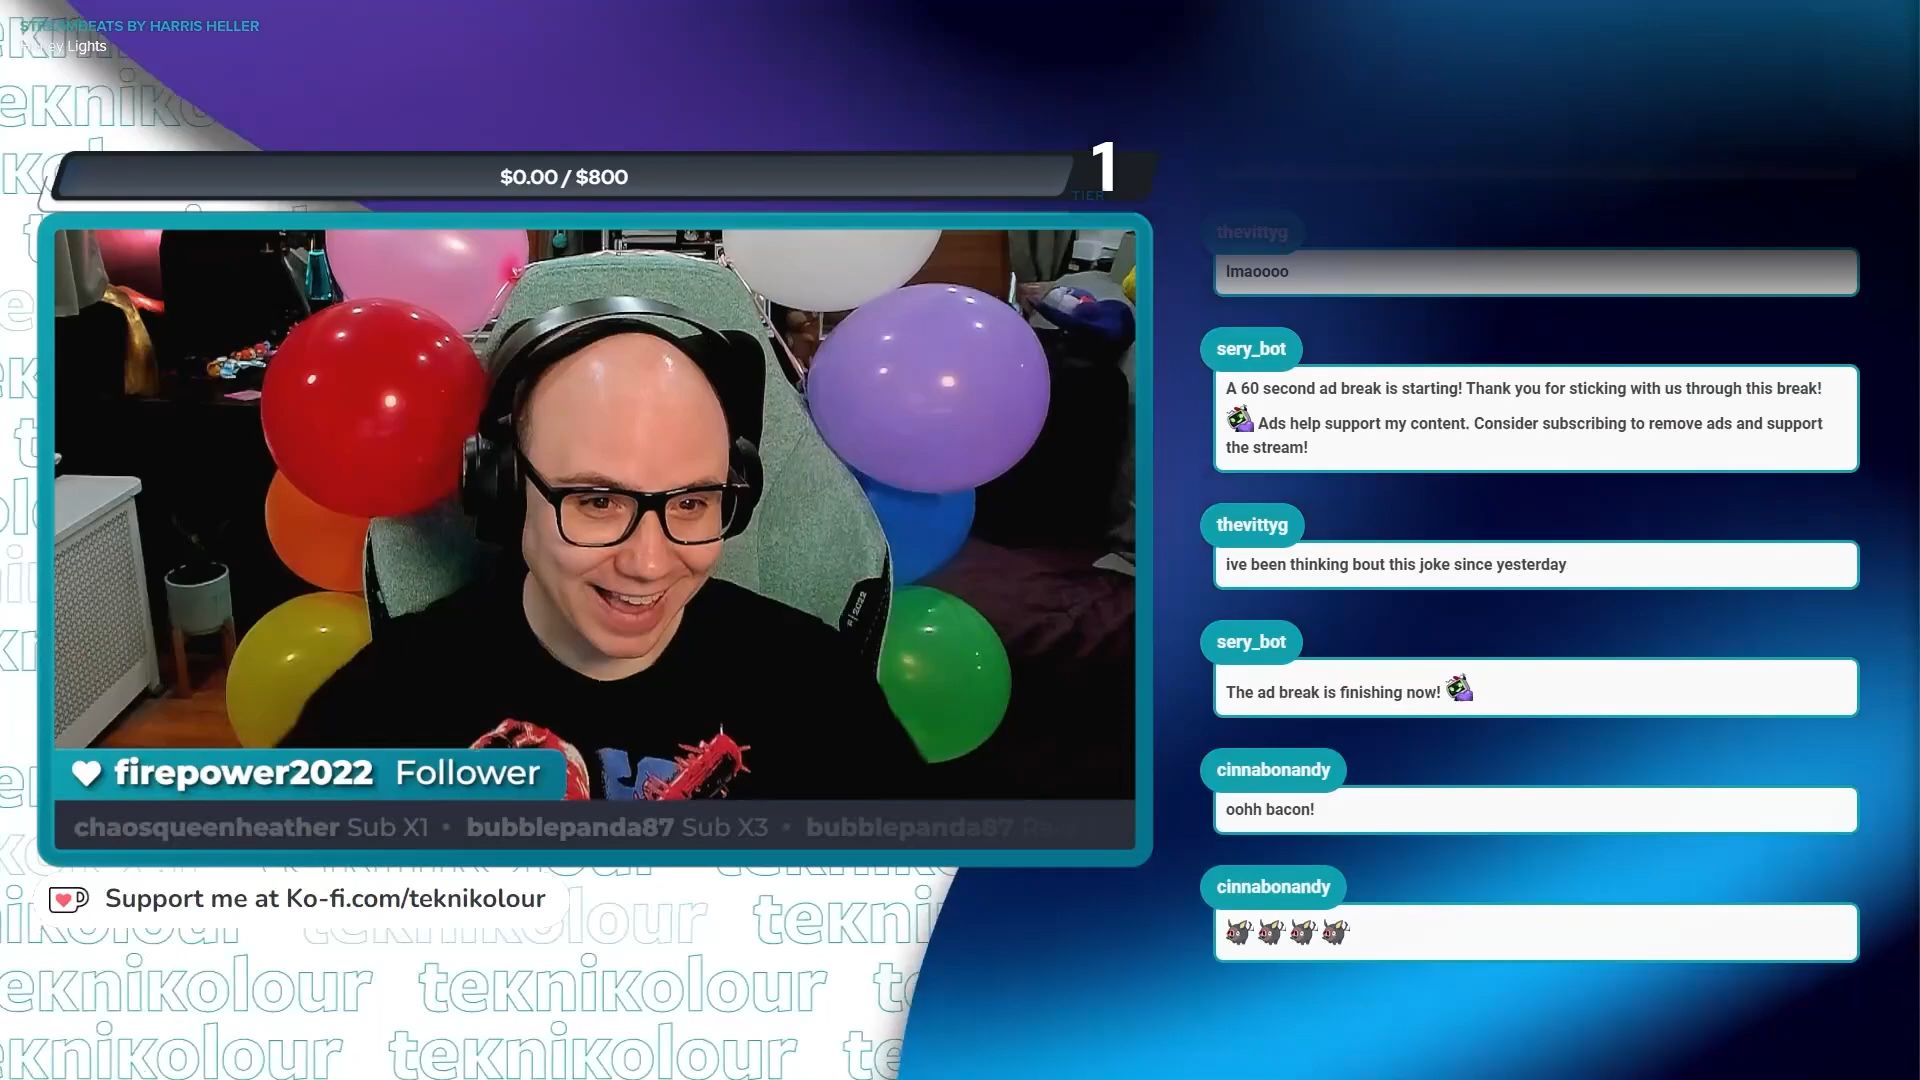 STREAMBEATS BY HARRIS HELLER
Lights
$0.00 / $800
1
TIER
thevittyg
lmaoooo
sery_bot
A 60 second ad break is starting! Thank you for sticking with us through this break!
Ads help support my content. Consider subscribing to remove ads and support
the stream!
thevittyg
ive been thinking bout this joke since yesterday
sery_bot
The ad break is finishing now!
cinnabonandy
oohh bacon!
cinnabonandy
2022
firepower2022 Follower
chaosqueenheather Sub X1 • bubblepanda87 Sub X3 • bubblepanda87
Support me at Ko-fi.com/teknikolour
teknikolour
teknikolour